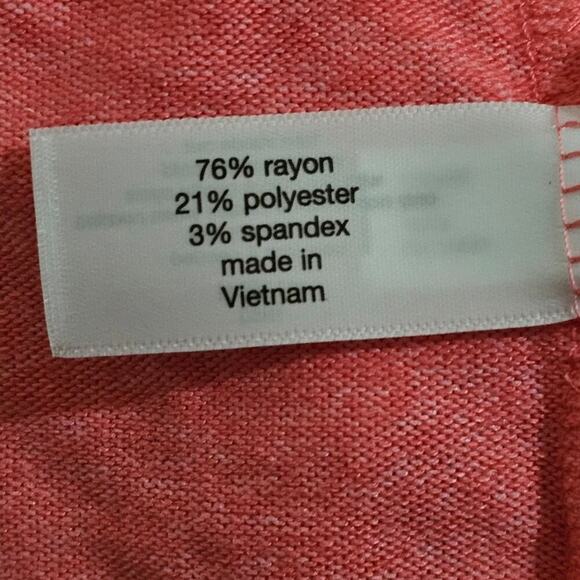 76% rayon
21% polyester
3% spandex
made in
Vietnam